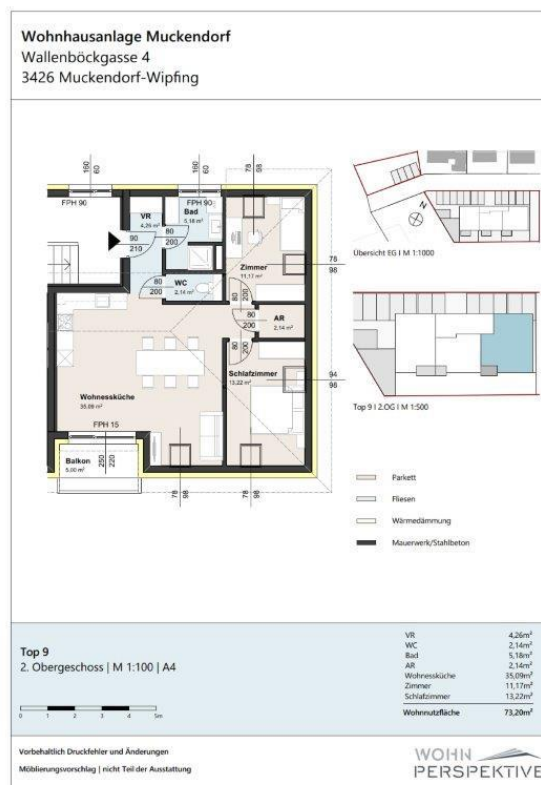 Wohnhausanlage Muckendorf
Wallenböckgasse 4
3426 Muckendorf-Wipfing
160
60
160
60
78
98
FPH 90
FPH 90
VR
4,26 m²
Bad
5,18 m²
90
210
80
200
Zimmer
11,17 m²
78
98
WC
2,14 m²
80
200
80
200
AR
2,14 m²
80
200
Schlafzimmer
13,22 m²
94
98
Wohnessküche
35,09 m²
FPH 15
Balkon
250
220
78
98
78
98
N
Übersicht EG I M 1:1000
Top 9 I 2.OG I M 1:500
Parkett
Fliesen
Wärmedämmung
Mauerwerk/Stahlbeton
Top 9
2. Obergeschoss | M 1:100 | A4
0 1 2 3 4 5m
VR 4,26m²
WC 2,14m²
Bad 5,18m²
AR 2,14m²
Wohnessküche 35,09m²
Zimmer 11,17m²
Schlafzimmer 13,22m²
Wohnnutzfläche 73,20m²
Vorbehaltlich Druckfehler und Änderungen
Möblierungsvorschlag | nicht Teil der Ausstattung
WOHN
PERSPEKTIVE